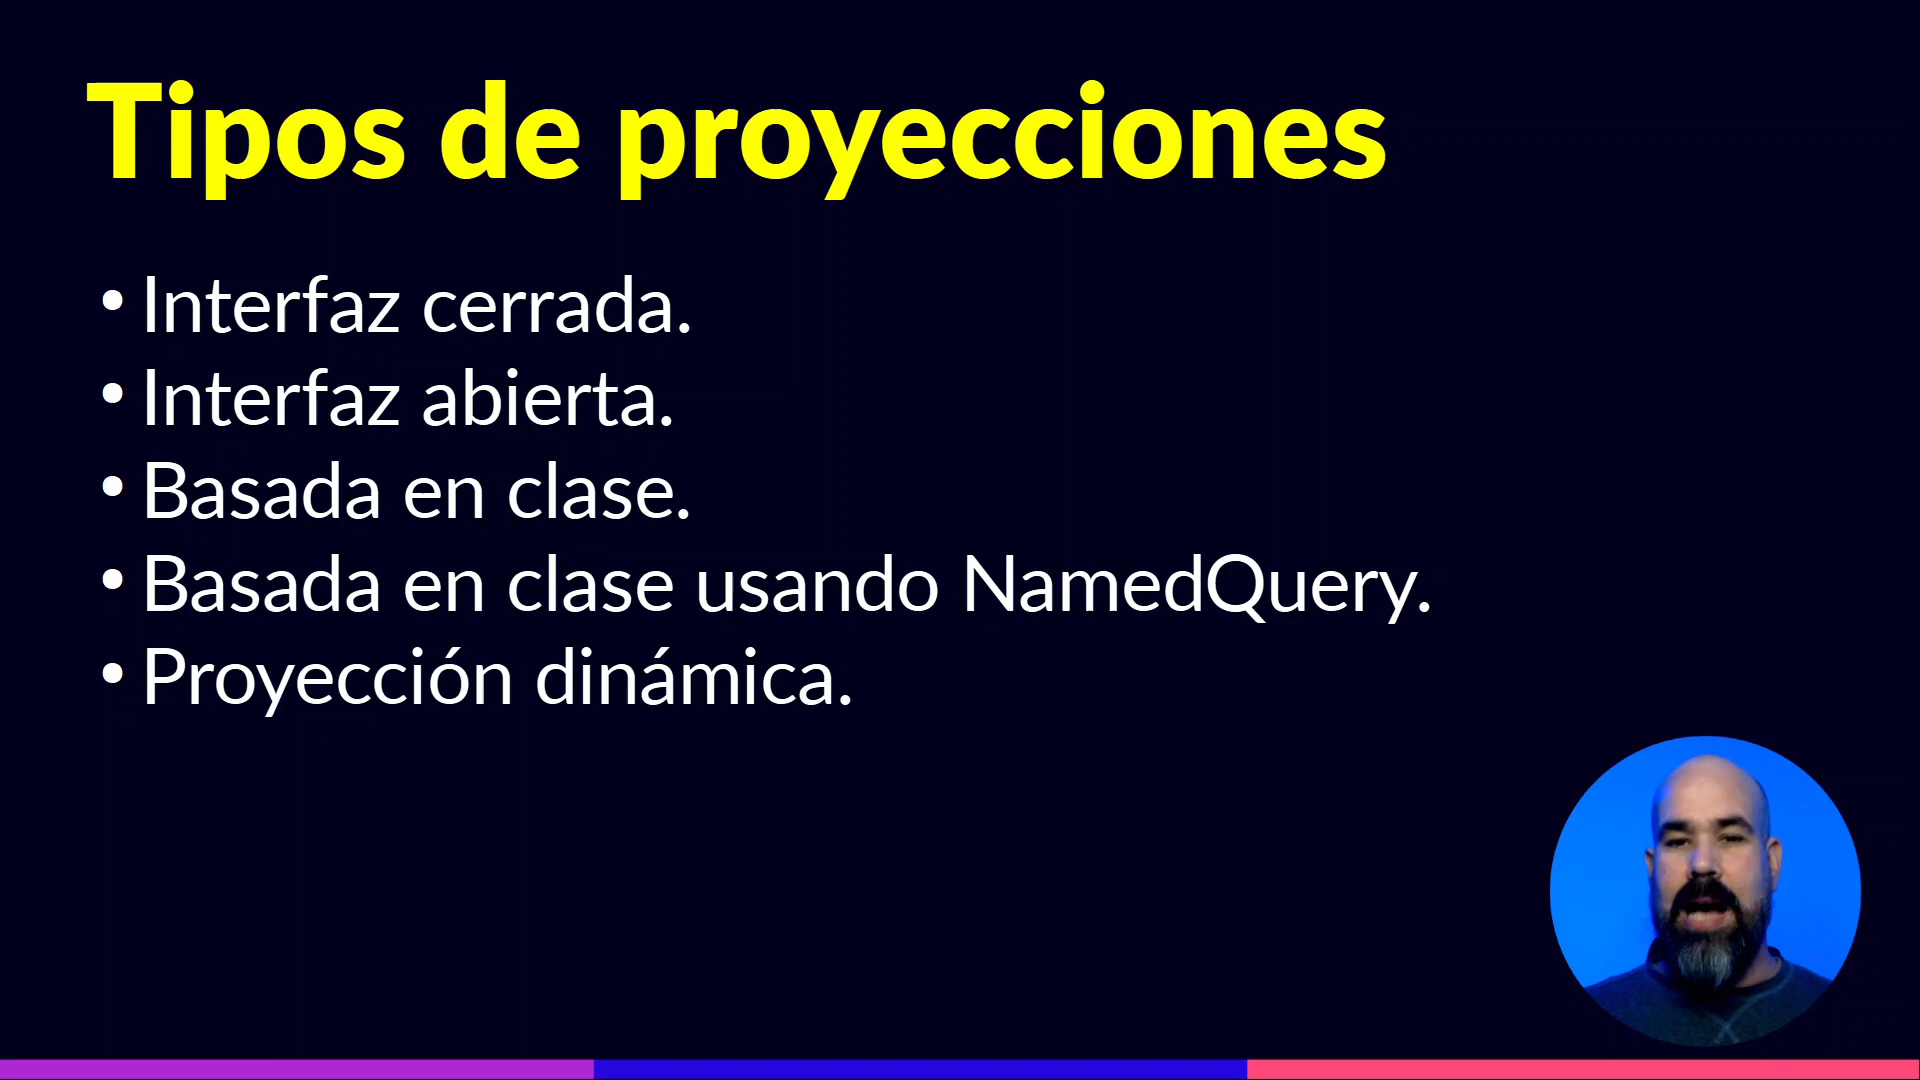 Tipos de proyecciones
• Interfaz cerrada.
• Interfaz abierta.
• Basada en clase.
• Basada en clase usando NamedQuery.
• Proyección dinámica.